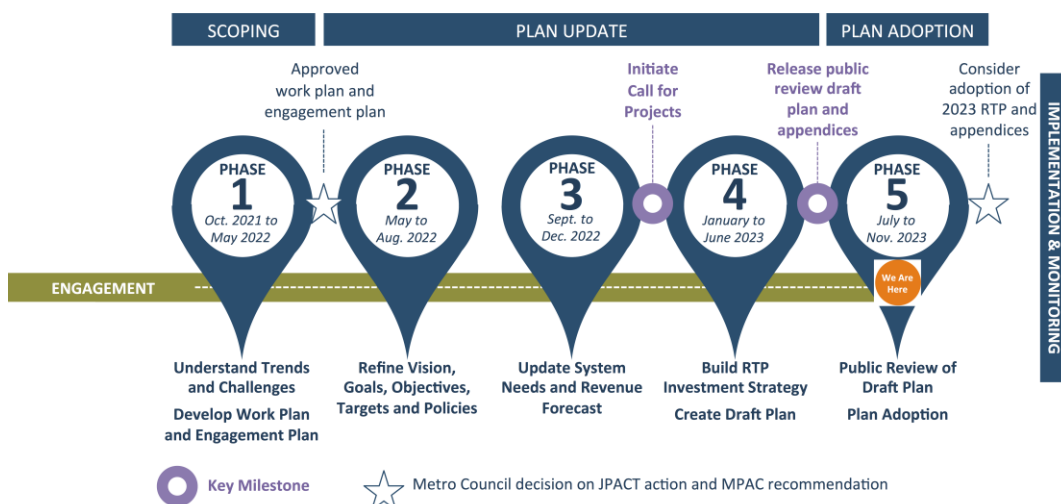 SCOPING
PLAN UPDATE
PLAN ADOPTION
Approved
work plan and
engagement plan
Initiate
Call for
Projects
Release public
review draft
plan and
appendices
Consider
adoption of
2023 RTP and
appendices
PHASE
1
Oct. 2021 to
May 2022
PHASE
2
May to
Aug. 2022
PHASE
3
Sept. to
Dec. 2022
PHASE
4
January to
June 2023
PHASE
5
July to
Nov. 2023
IMPLEMENTATION & MONITORING
ENGAGEMENT
We Are
Here
Understand Trends
and Challenges
Develop Work Plan
and Engagement Plan
Refine Vision,
Goals, Objectives,
Targets and Policies
Update System
Needs and Revenue
Forecast
Build RTP
Investment Strategy
Create Draft Plan
Public Review of
Draft Plan
Plan Adoption
Key Milestone
Metro Council decision on JPACT action and MPAC recommendation